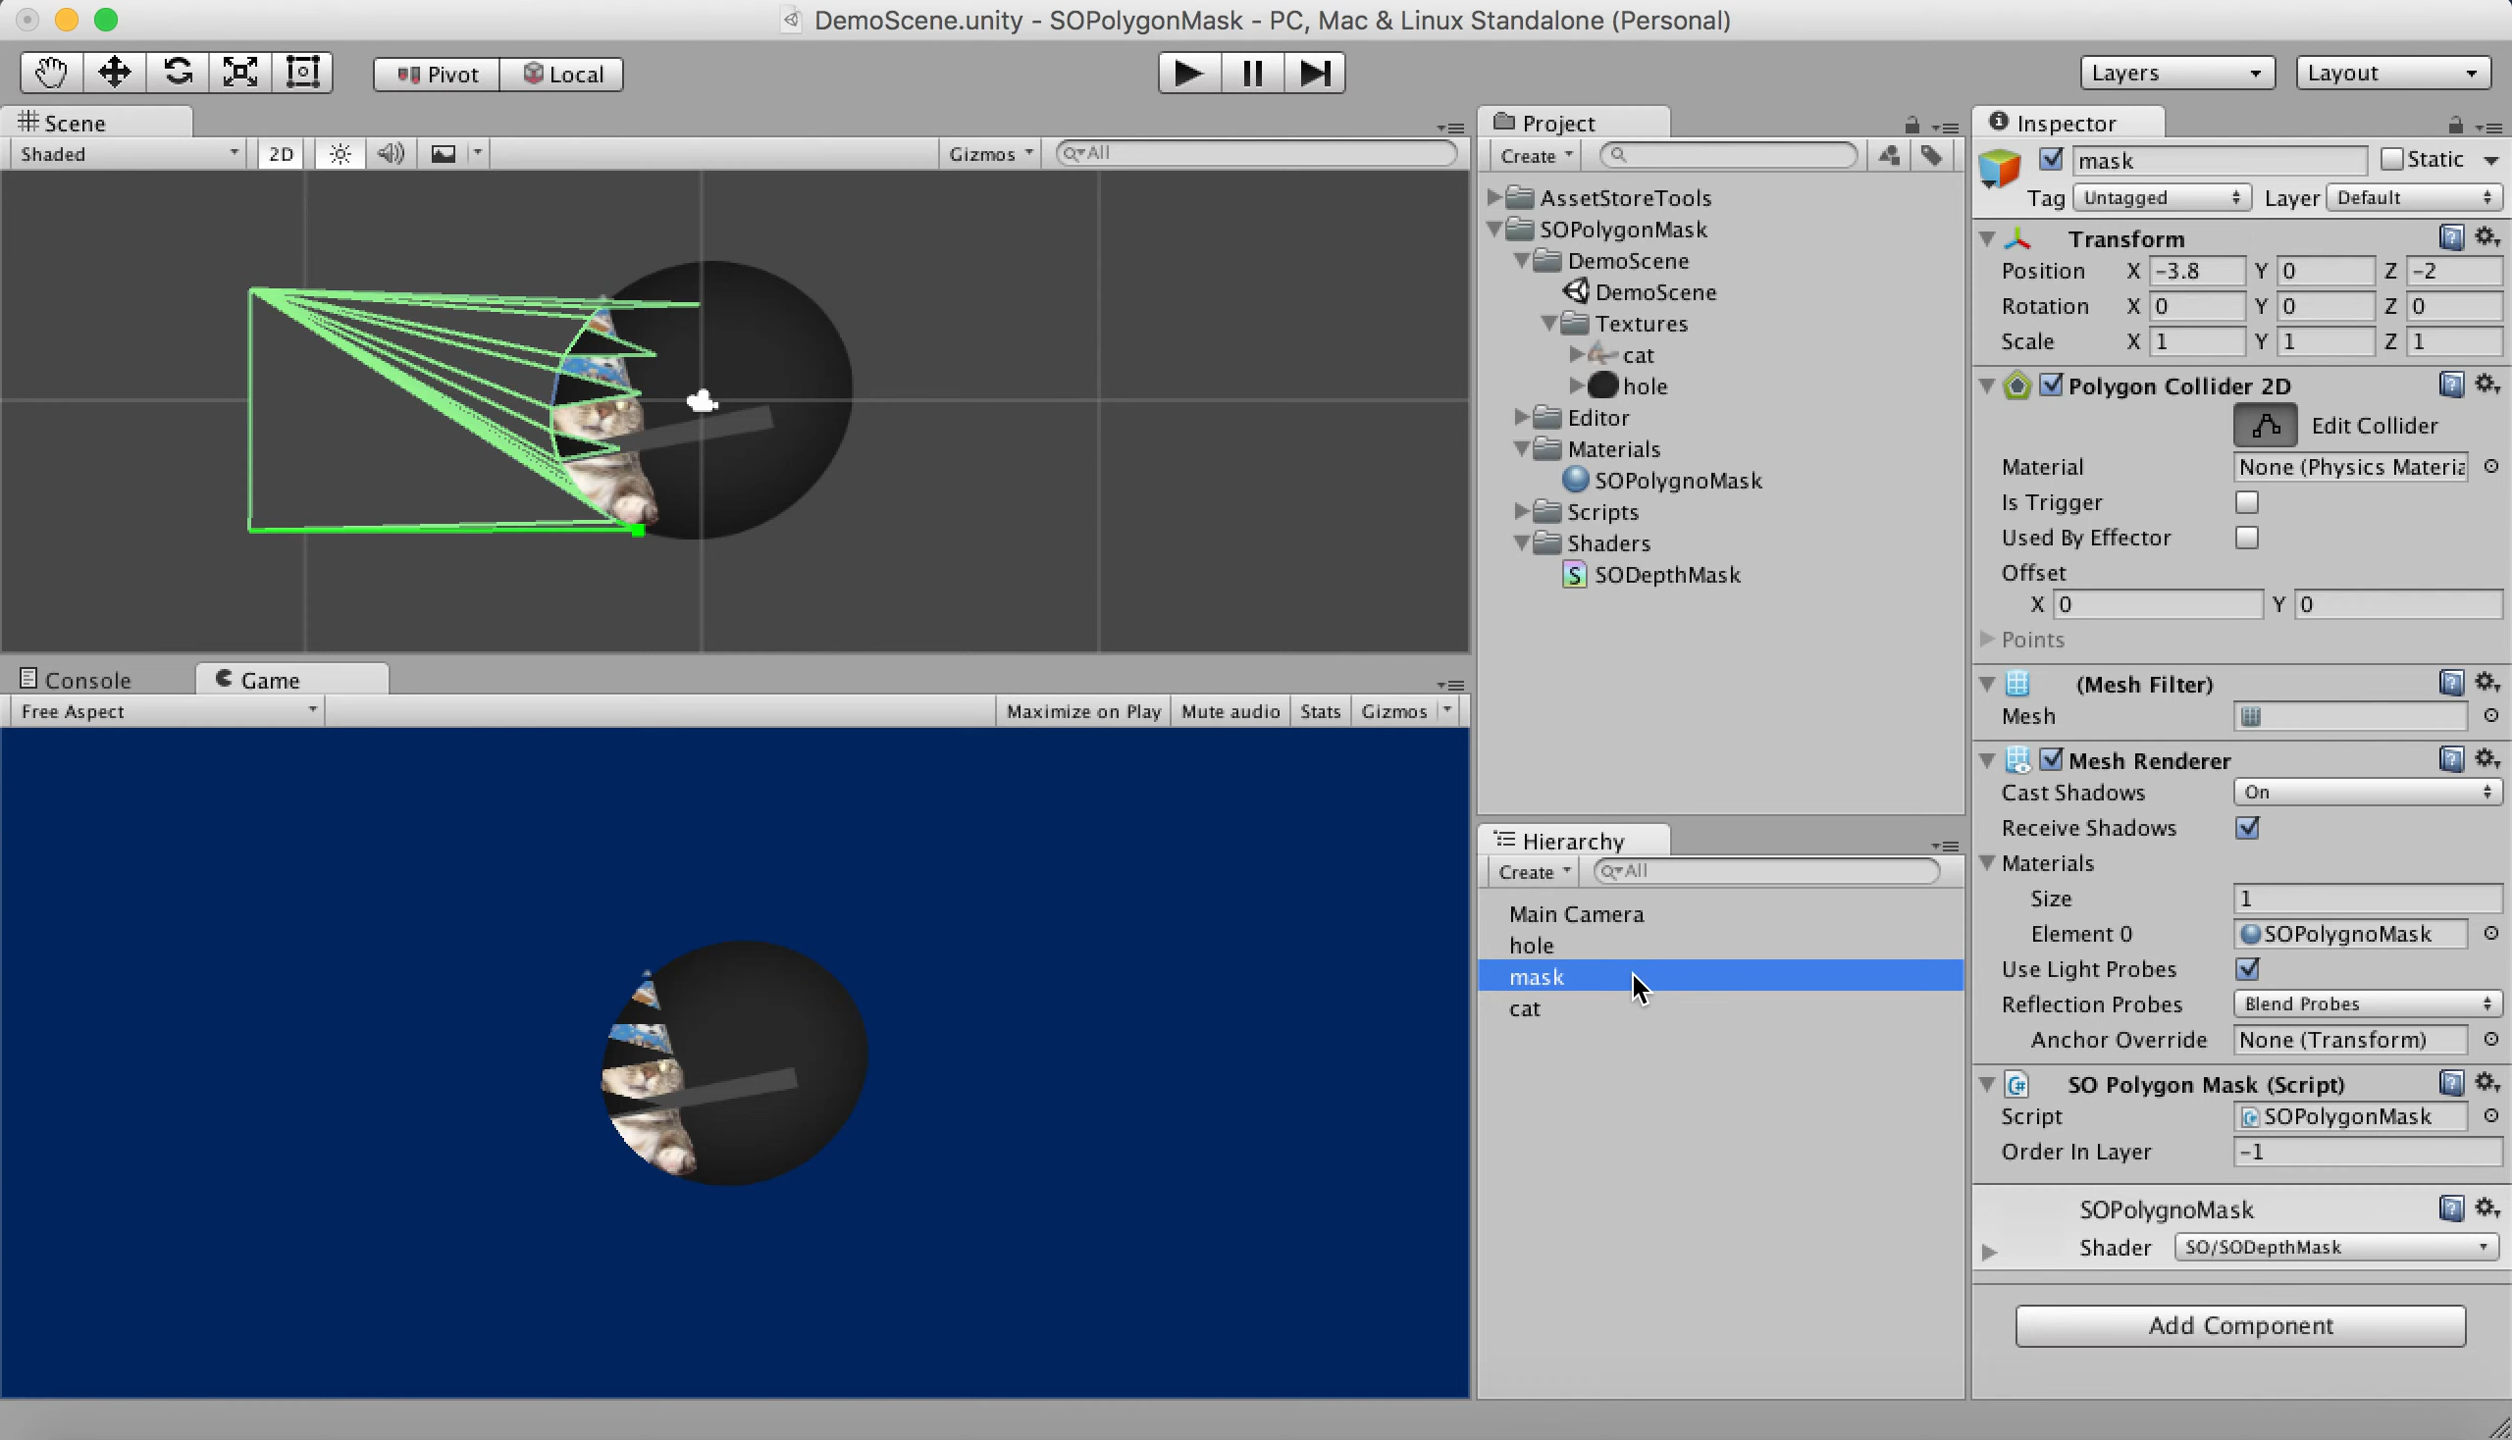 DemoScene.unity - SOPolygonMask - PC, Mac & Linux Standalone (Personal)
Pivot
Local
Layers
Layout
Scene
Shaded
2D
Gizmos
All
Console
Game
Free Aspect
Maximize on Play
Mute audio
Stats
Gizmos
Project
Create
AssetStoreTools
SOPolygonMask
DemoScene
DemoScene
Textures
cat
hole
Editor
Materials
SOPolygnoMask
Scripts
Shaders
SODepthMask
Hierarchy
Create
All
Main Camera
hole
mask
cat
Inspector
mask
Static
Tag Untagged Layer Default
Transform
Position X -3.8 Y 0 Z -2
Rotation X 0 Y 0 Z 0
Scale X 1 Y 1 Z 1
Polygon Collider 2D
Edit Collider
Material None (Physics Materia
Is Trigger
Used By Effector
Offset
X 0 Y 0
Points
(Mesh Filter)
Mesh
Mesh Renderer
Cast Shadows On
Receive Shadows
Materials
Size 1
Element 0 SOPolygnoMask
Use Light Probes
Reflection Probes Blend Probes
Anchor Override None (Transform)
SO Polygon Mask (Script)
Script SOPolygonMask
Order In Layer -1
SOPolygnoMask
Shader SO/SODepthMask
Add Component